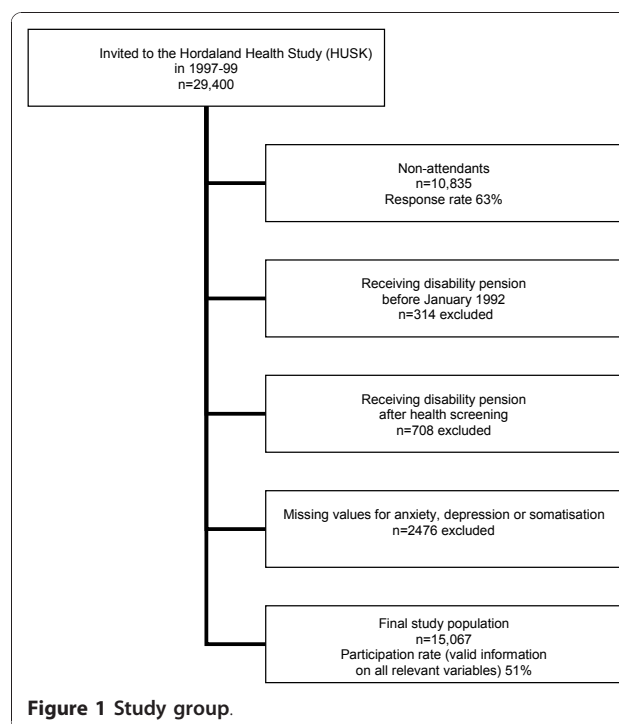 Invited to the Hordaland Health Study (HUSK)
in 1997-99
n=29,400
Non-attendants
n=10,835
Response rate 63%
Receiving disability pension
before January 1992
n=314 excluded
Receiving disability pension
after health screening
n=708 excluded
Missing values for anxiety, depression or somatisation
n=2476 excluded
Final study population
n=15,067
Participation rate (valid information
on all relevant variables) 51%
Figure 1 Study group.